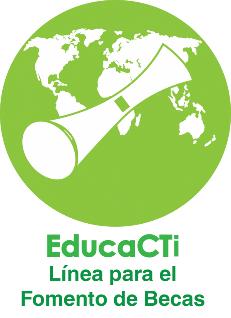 EducaCTi
Línea para el
Fomento de Becas